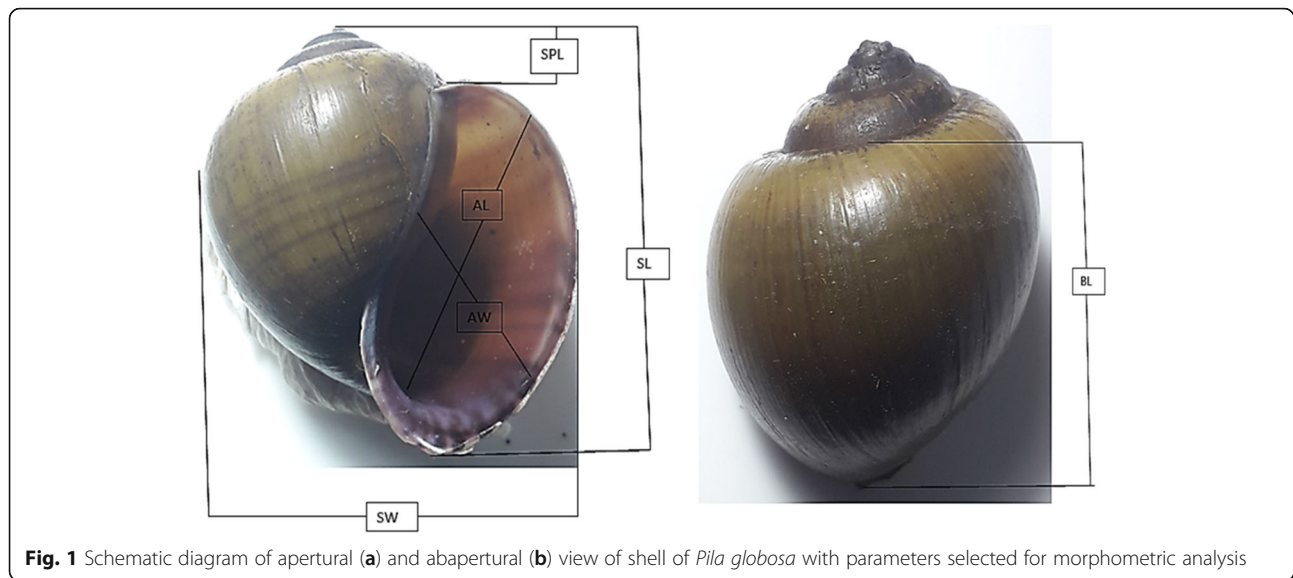 SPL
AL
SL
BL
AW
SW
Fig. 1 Schematic diagram of apertural (a) and abapertural (b) view of shell of Pila globosa with parameters selected for morphometric analysis